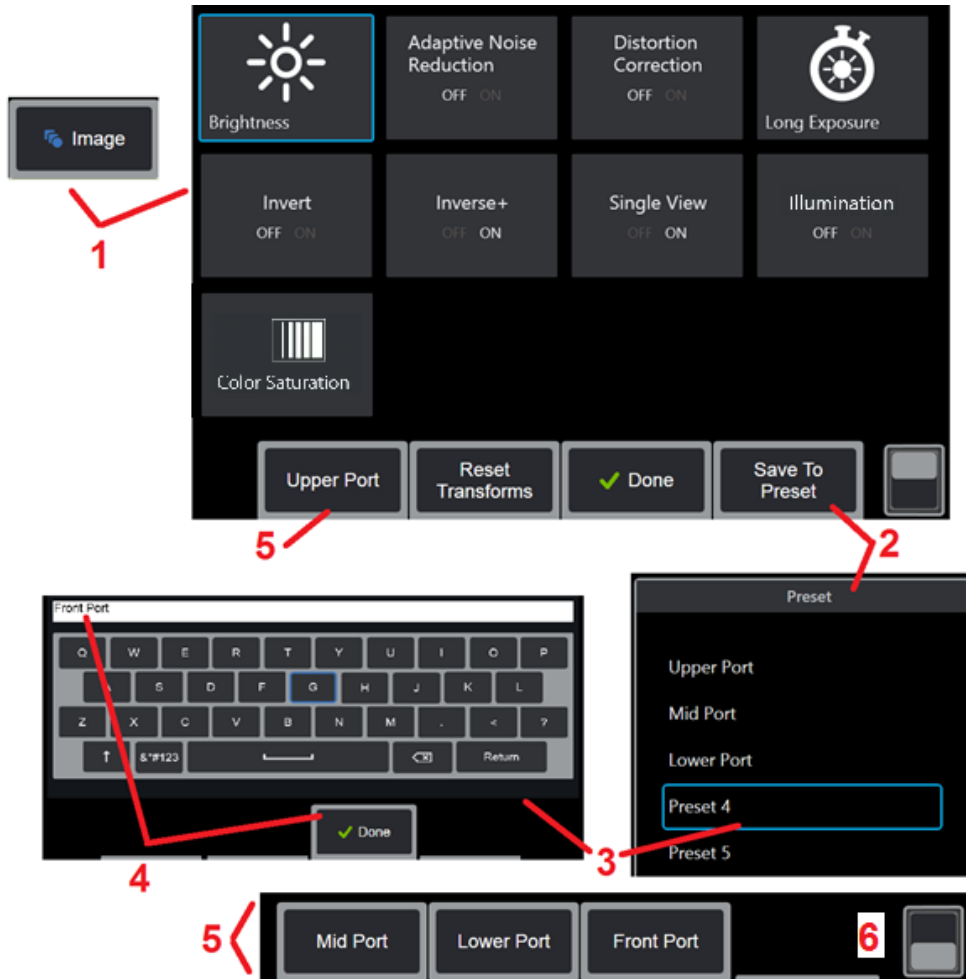 Image
1
Brightness
Adaptive Noise
Reduction
OFF ON
Distortion
Correction
OFF ON
Long Exposure
Invert
OFF ON
Inverse+
OFF ON
Single View
OFF ON
Illumination
OFF ON
Color Saturation
Upper Port
Reset
Transforms
Done
Save To
Preset
5
2
Front Port
Q W E R T Y U I O P
S D F G H J K L
Z X C V B N M . < ?
↑ &*#123 Return
Done
4
3
Preset
Upper Port
Mid Port
Lower Port
Preset 4
Preset 5
5
Mid Port
Lower Port
Front Port
6